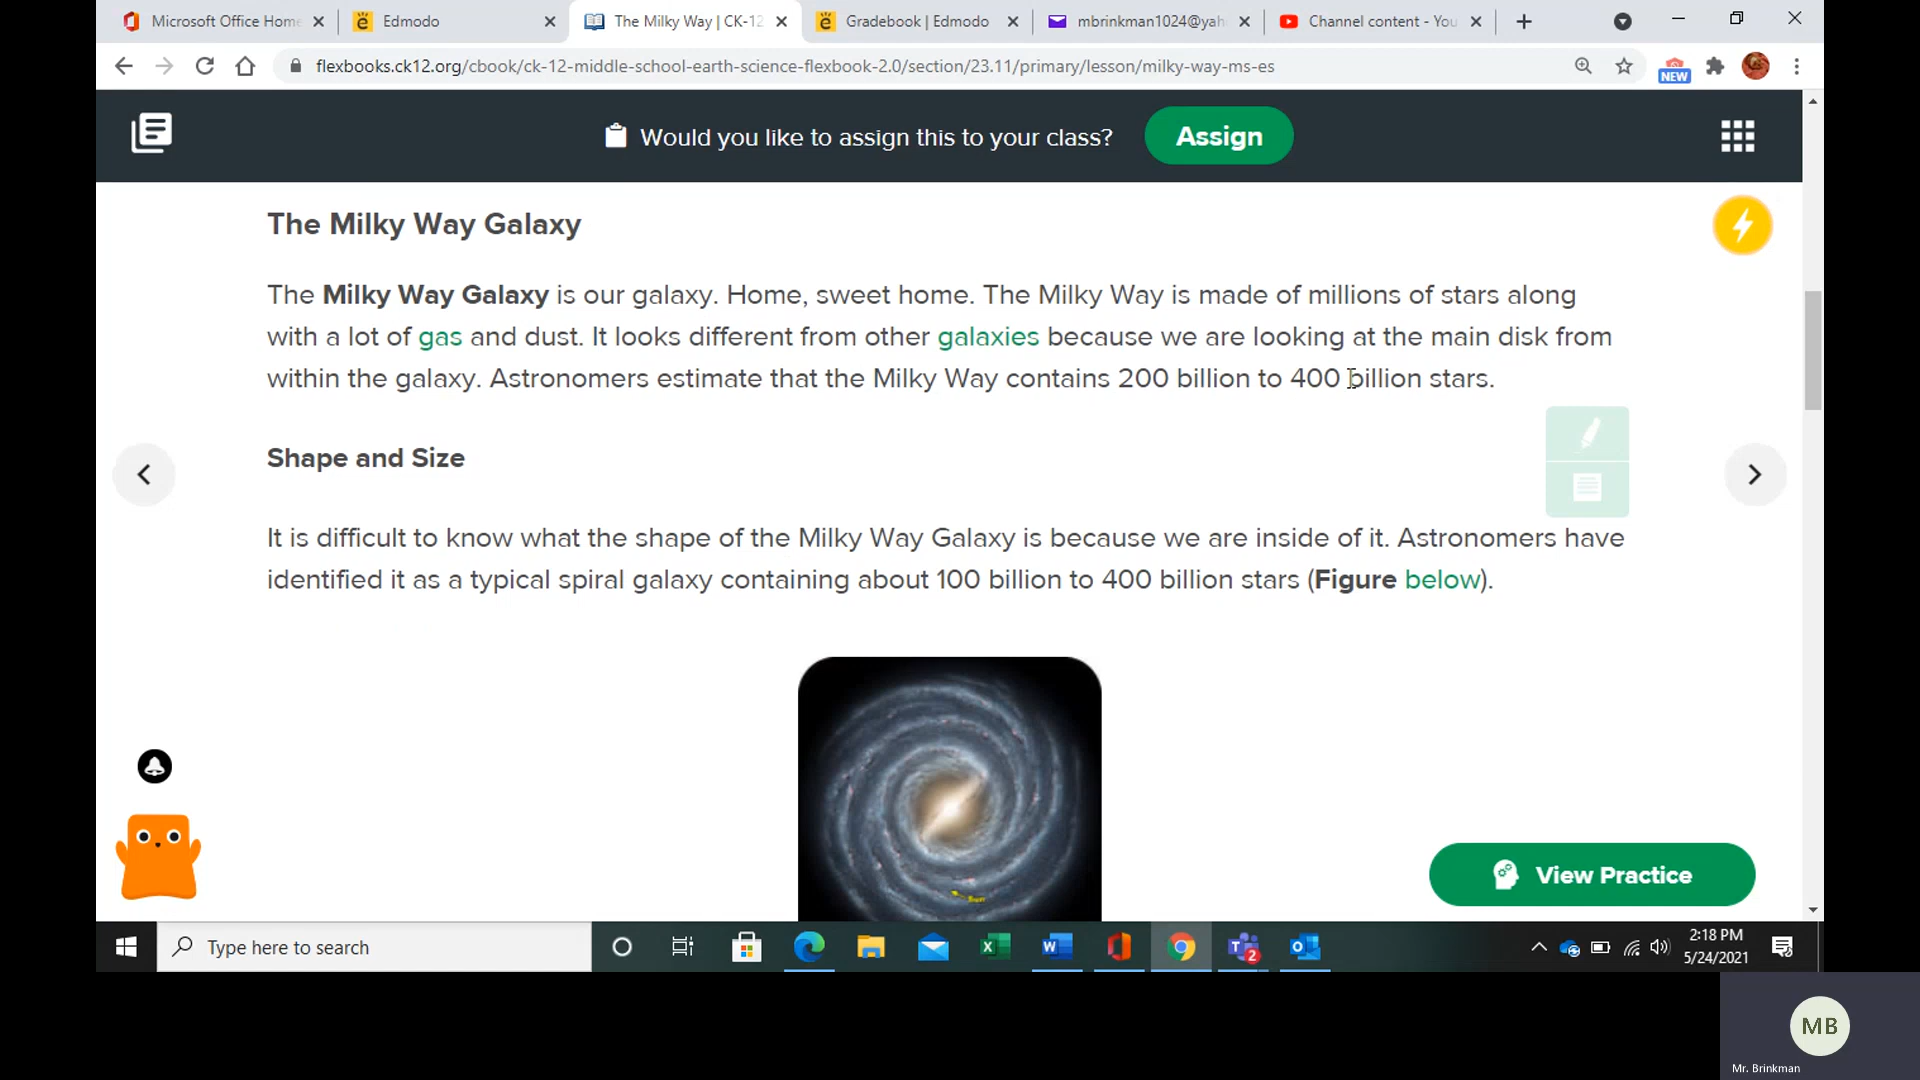 Microsoft Office Home
Edmodo
The Milky Way | CK-12
Gradebook | Edmodo
mbrinkman1024@yah
Channel content - You
flexbooks.ck12.org/cbook/ck-12-middle-school-earth-science-flexbook-2.0/section/23.11/primary/lesson/milky-way-ms-es
NEW
Would you like to assign this to your class?
Assign
The Milky Way Galaxy
The Milky Way Galaxy is our galaxy. Home, sweet home. The Milky Way is made of millions of stars along
with a lot of gas and dust. It looks different from other galaxies because we are looking at the main disk from
within the galaxy. Astronomers estimate that the Milky Way contains 200 billion to 400 billion stars.
Shape and Size
It is difficult to know what the shape of the Milky Way Galaxy is because we are inside of it. Astronomers have
identified it as a typical spiral galaxy containing about 100 billion to 400 billion stars (Figure below).
View Practice
Type here to search
2
2:18 PM
5/24/2021
MB
Mr. Brinkman